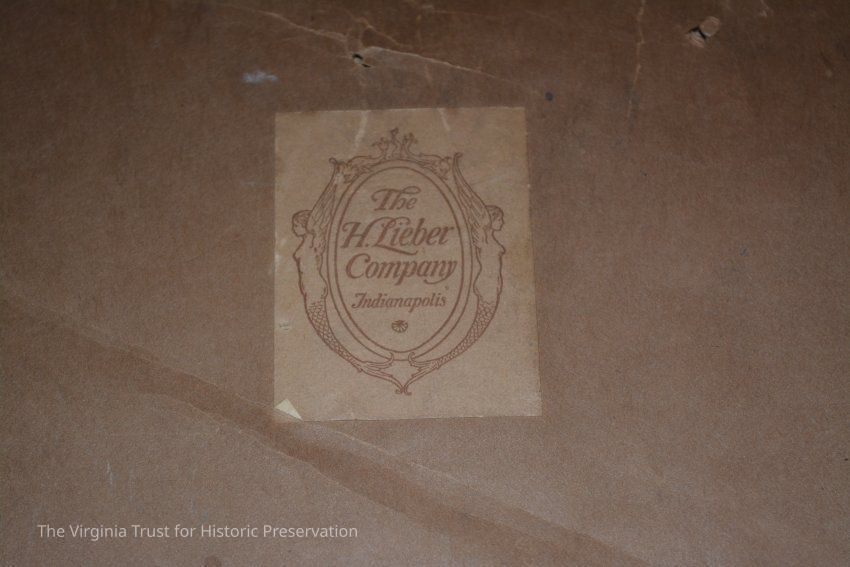 The
H. Lieber
Company
Indianapolis
The Virginia Trust for Historic Preservation